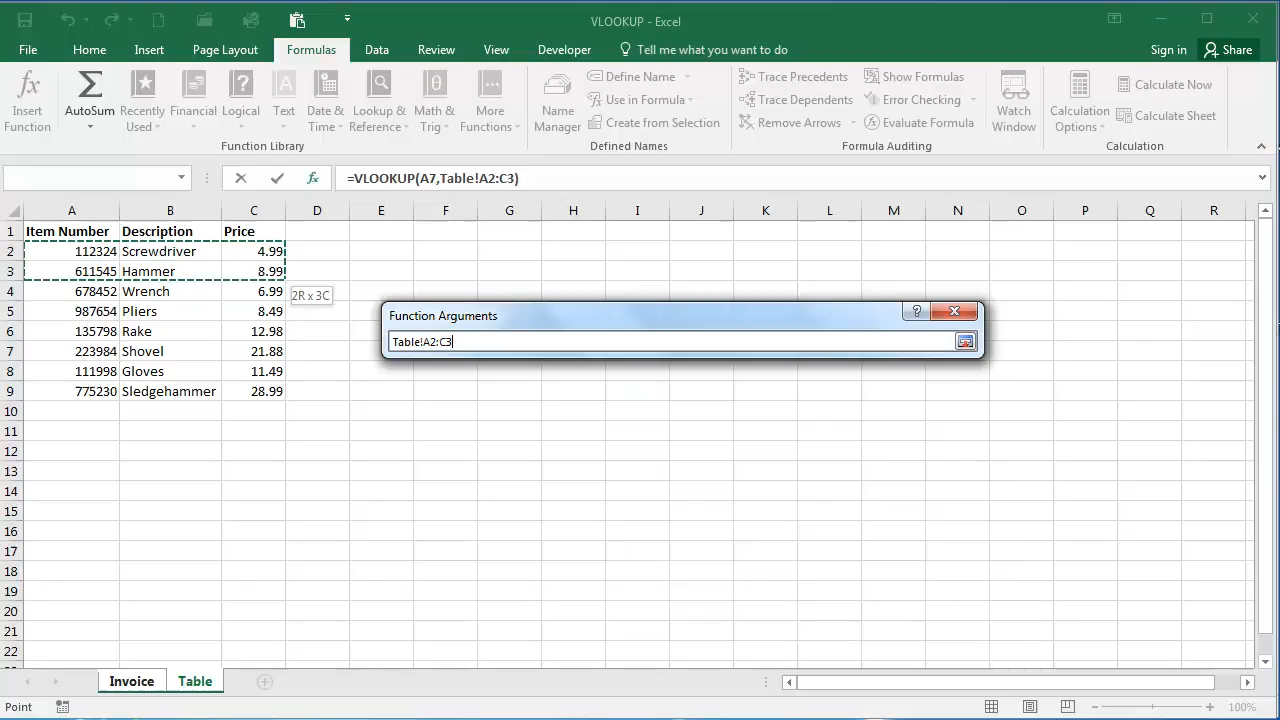 VLOOKUP - Excel
File Home Insert Page Layout Formulas Data Review View Developer Tell me what you want to do Sign in Share
fx Σ θ Define Name Trace Precedents Show Formulas Calculate Now
Insert AutoSum Recently Financial Logical Text Date & Lookup & Math & More Name Use in Formula Trace Dependents Error Checking Watch Calculation Calculate Sheet
Function Used Time Reference Trig Functions Manager Create from Selection Remove Arrows Evaluate Formula Window Options
Function Library Defined Names Formula Auditing Calculation
fx =VLOOKUP(A7,Table!A2:C3)
A B C D E F G H I J K L M N O P Q R
1 Item Number Description Price
2 112324 Screwdriver 4.99
3 611545 Hammer 8.99
4 678452 Wrench 6.99 2R x 3C
5 987654 Pliers 8.49
6 135798 Rake 12.98
7 223984 Shovel 21.88
8 111998 Gloves 11.49
9 775230 Sledgehammer 28.99
Function Arguments ?
Table!A2:C3
10
11
12
13
14
15
16
17
18
19
20
21
22
Invoice Table
Point 100%